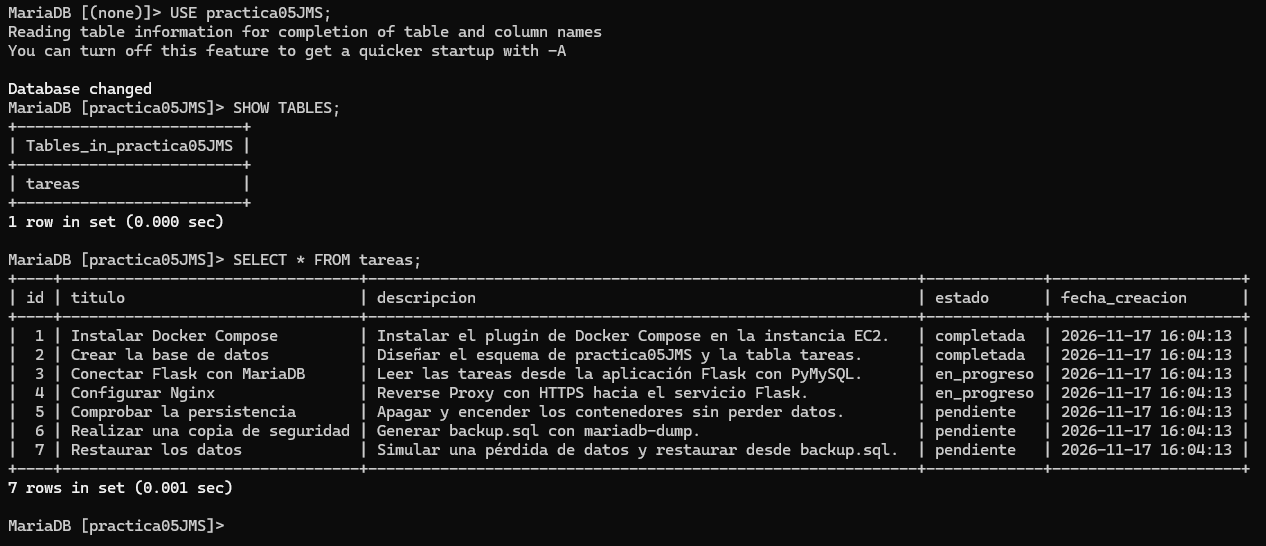 MariaDB [(none)]> USE practica05JMS;
Reading table information for completion of table and column names
You can turn off this feature to get a quicker startup with -A

Database changed
MariaDB [practica05JMS]> SHOW TABLES;
+-------------------------+
| Tables_in_practica05JMS |
+-------------------------+
| tareas                  |
+-------------------------+
1 row in set (0.000 sec)

MariaDB [practica05JMS]> SELECT * FROM tareas;
+----+---------------------------------+-------------------------------------------------------------+-------------+---------------------+
| id | titulo                          | descripcion                                                 | estado      | fecha_creacion      |
+----+---------------------------------+-------------------------------------------------------------+-------------+---------------------+
|  1 | Instalar Docker Compose         | Instalar el plugin de Docker Compose en la instancia EC2.   | completada  | 2026-11-17 16:04:13 |
|  2 | Crear la base de datos          | Diseñar el esquema de practica05JMS y la tabla tareas.      | completada  | 2026-11-17 16:04:13 |
|  3 | Conectar Flask con MariaDB      | Leer las tareas desde la aplicación Flask con PyMySQL.      | en_progreso | 2026-11-17 16:04:13 |
|  4 | Configurar Nginx                | Reverse Proxy con HTTPS hacia el servicio Flask.            | en_progreso | 2026-11-17 16:04:13 |
|  5 | Comprobar la persistencia       | Apagar y encender los contenedores sin perder datos.        | pendiente   | 2026-11-17 16:04:13 |
|  6 | Realizar una copia de seguridad | Generar backup.sql con mariadb-dump.                        | pendiente   | 2026-11-17 16:04:13 |
|  7 | Restaurar los datos             | Simular una pérdida de datos y restaurar desde backup.sql.  | pendiente   | 2026-11-17 16:04:13 |
+----+---------------------------------+-------------------------------------------------------------+-------------+---------------------+
7 rows in set (0.001 sec)

MariaDB [practica05JMS]>